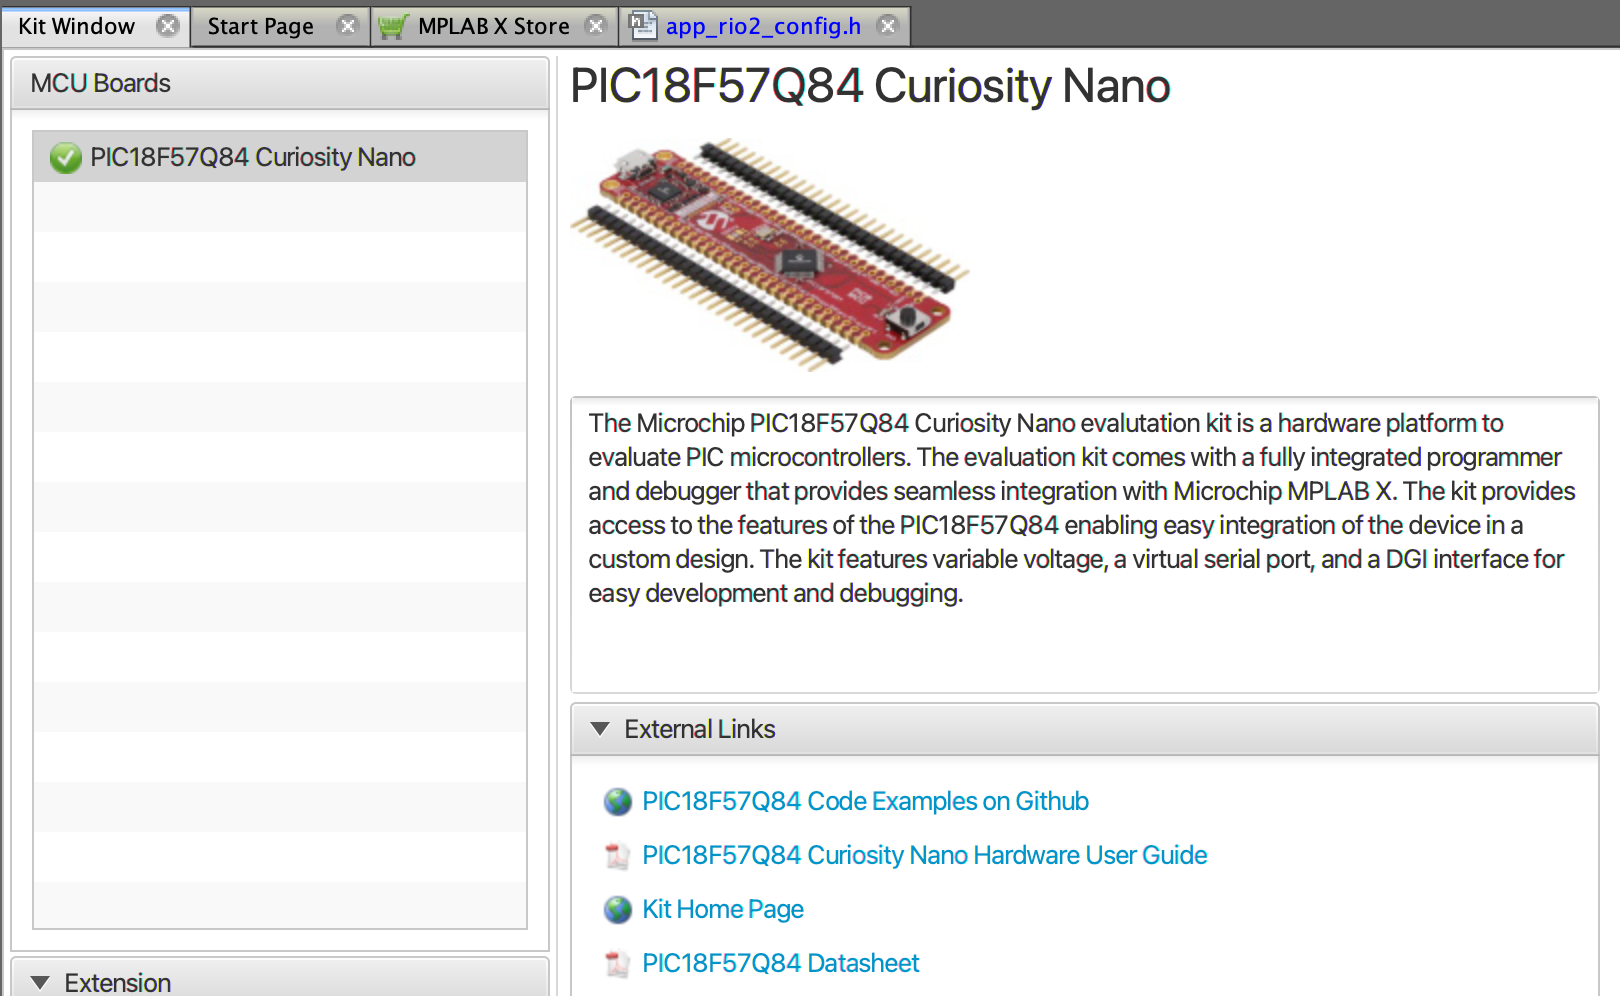 Kit Window
Start Page
MPLAB X Store
app_rio2_config.h
MCU Boards
PIC18F57Q84 Curiosity Nano
PIC18F57Q84 Curiosity Nano
The Microchip PIC18F57Q84 Curiosity Nano evalutation kit is a hardware platform to
evaluate PIC microcontrollers. The evaluation kit comes with a fully integrated programmer
and debugger that provides seamless integration with Microchip MPLAB X. The kit provides
access to the features of the PIC18F57Q84 enabling easy integration of the device in a
custom design. The kit features variable voltage, a virtual serial port, and a DGI interface for
easy development and debugging.
External Links
PIC18F57Q84 Code Examples on Github
PIC18F57Q84 Curiosity Nano Hardware User Guide
Kit Home Page
PIC18F57Q84 Datasheet
Extension